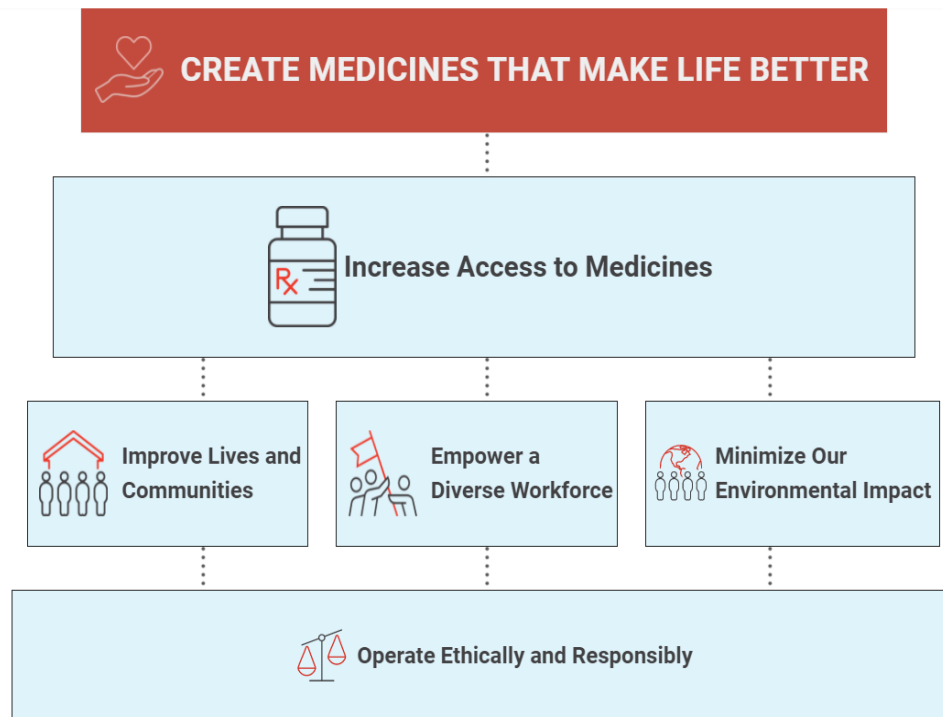 CREATE MEDICINES THAT MAKE LIFE BETTER
Rx
Increase Access to Medicines
Improve Lives and
Communities
Empower a
Diverse Workforce
Minimize Our
Environmental Impact
Operate Ethically and Responsibly